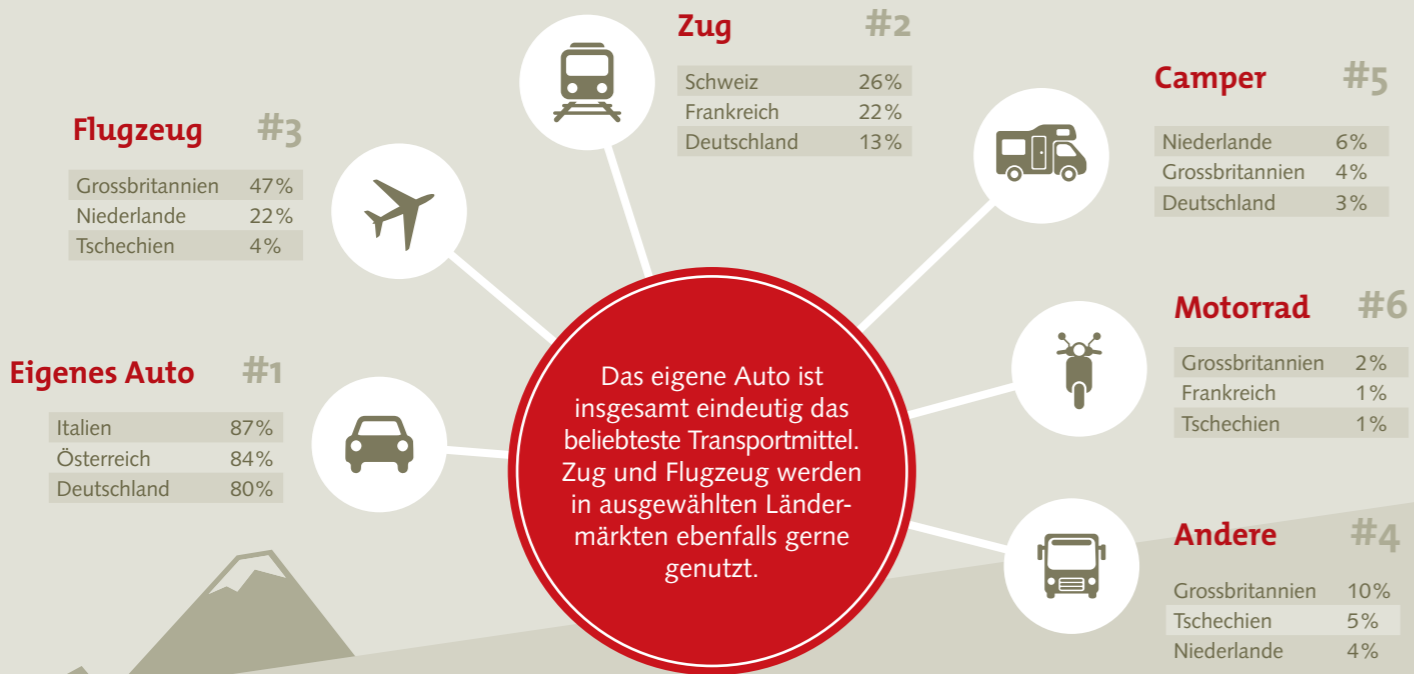 Zug #2
Schweiz 26%
Frankreich 22%
Deutschland 13%
Camper #5
Niederlande 6%
Grossbritannien 4%
Deutschland 3%
Flugzeug #3
Grossbritannien 47%
Niederlande 22%
Tschechien 4%
Motorrad #6
Grossbritannien 2%
Frankreich 1%
Tschechien 1%
Eigenes Auto #1
Italien 87%
Österreich 84%
Deutschland 80%
Das eigene Auto ist
insgesamt eindeutig das
beliebteste Transportmittel.
Zug und Flugzeug werden
in ausgewählten Länder-
märkten ebenfalls gerne
genutzt.
Andere #4
Grossbritannien 10%
Tschechien 5%
Niederlande 4%